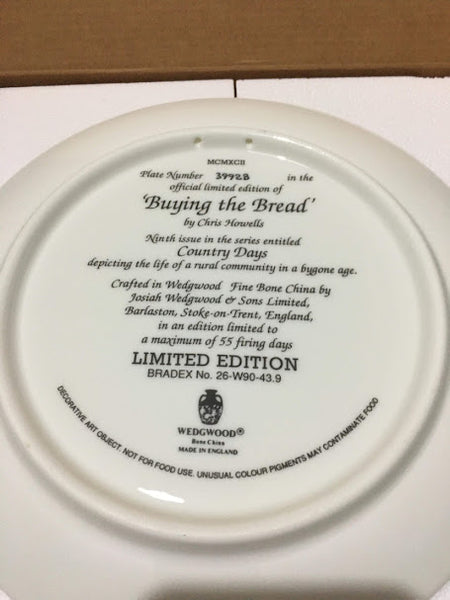 MCMXCII
Plate Number 3992B in the
official limited edition of
'Buying the Bread'
by Chris Howells
Ninth issue in the series entitled
Country Days
depicting the life of a rural community in a bygone age.
Crafted in Wedgwood Fine Bone China by
Josiah Wedgwood & Sons Limited,
Barlaston, Stoke-on-Trent, England,
in an edition limited to
a maximum of 55 firing days
LIMITED EDITION
BRADEX No. 26-W90-43.9
WEDGWOOD®
Bone China
MADE IN ENGLAND
DECORATIVE ART OBJECT. NOT FOR FOOD USE. UNUSUAL COLOUR PIGMENTS MAY CONTAMINATE FOOD